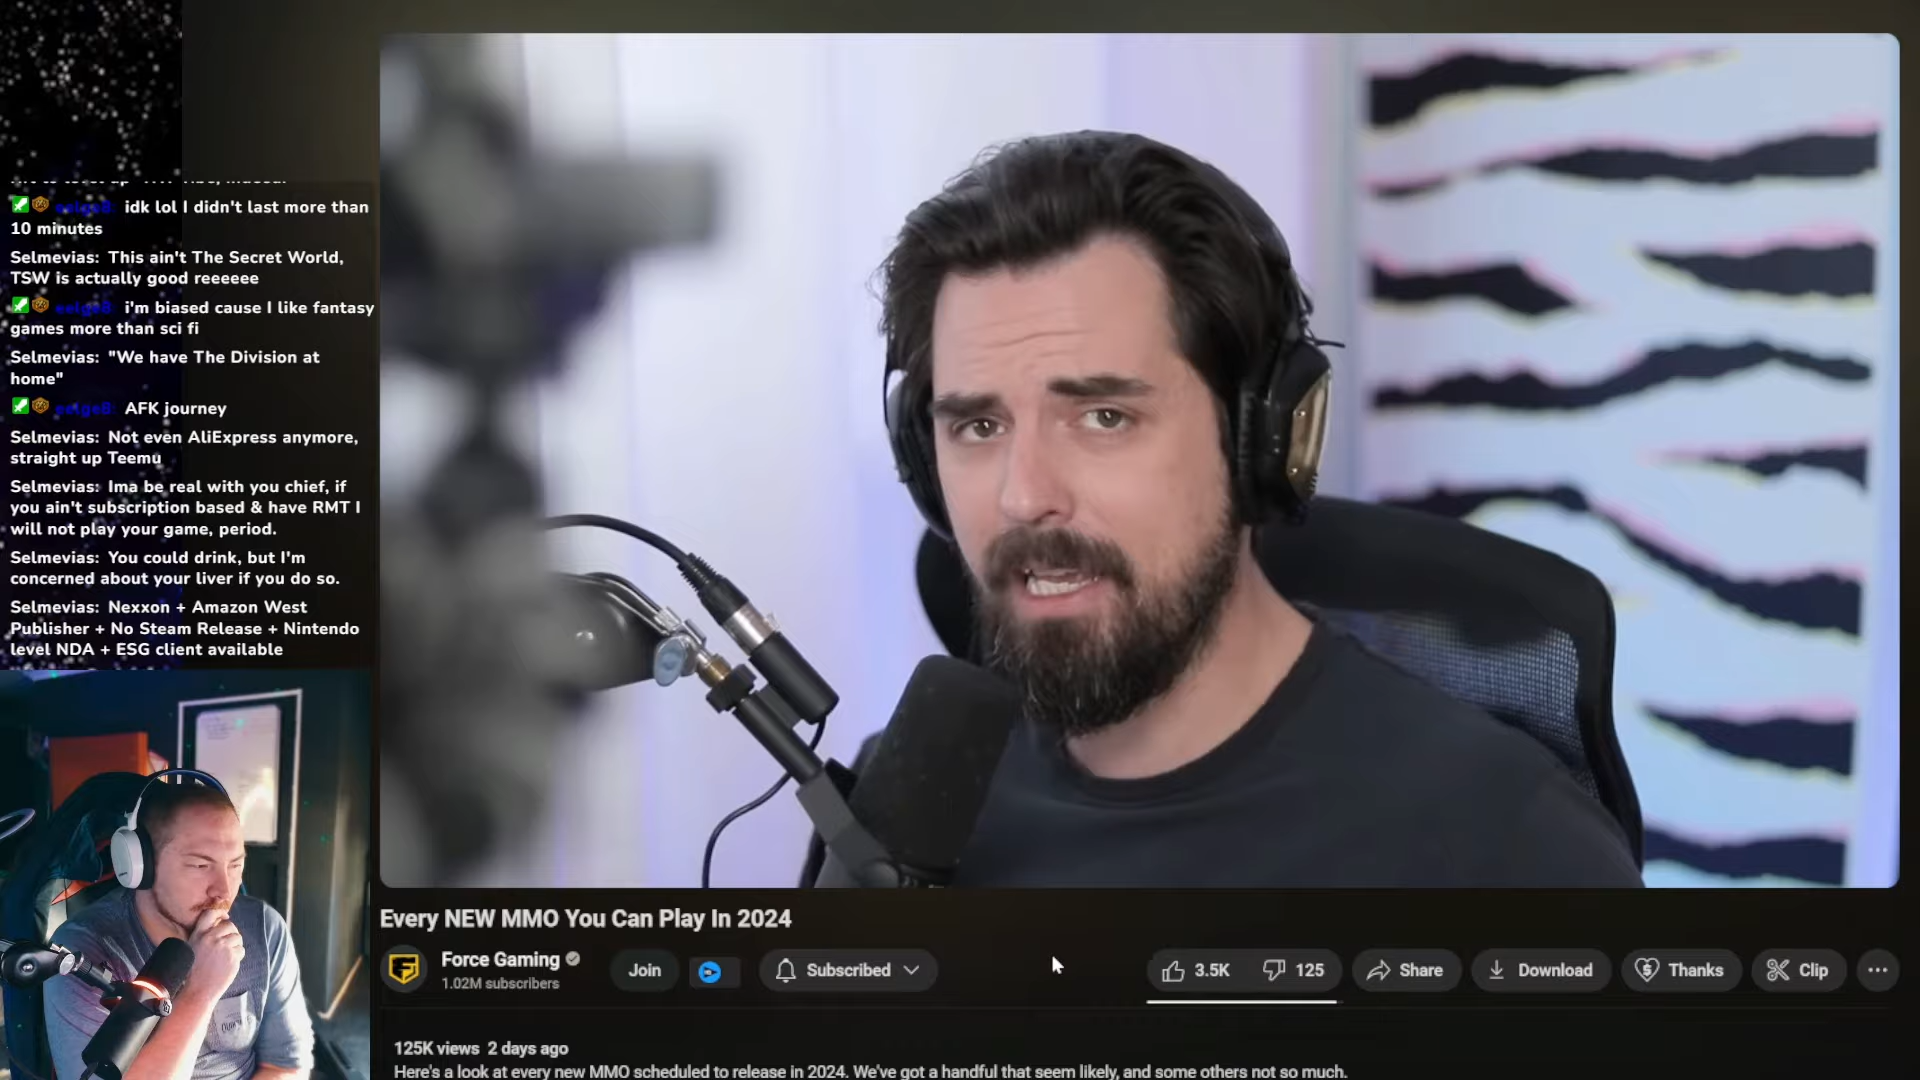 idk lol I didn't last more than
10 minutes
Selmevias: This ain't The Secret World,
TSW is actually good reeeeee
i'm biased cause I like fantasy
games more than sci fi
Selmevias: "We have The Division at
home"
AFK journey
Selmevias: Not even AliExpress anymore,
straight up Teemu
Selmevias: Ima be real with you chief, if
you ain't subscription based & have RMT I
will not play your game, period.
Selmevias: You could drink, but I'm
concerned about your liver if you do so.
Selmevias: Nexxon + Amazon West
Publisher + No Steam Release + Nintendo
level NDA + ESG client available
Every NEW MMO You Can Play In 2024
Force Gaming
1.02M subscribers
Join
Subscribed
3.5K
125
Share
Download
Thanks
Clip
125K views 2 days ago
Here's a look at every new MMO scheduled to release in 2024. We've got a handful that seem likely, and some others not so much.